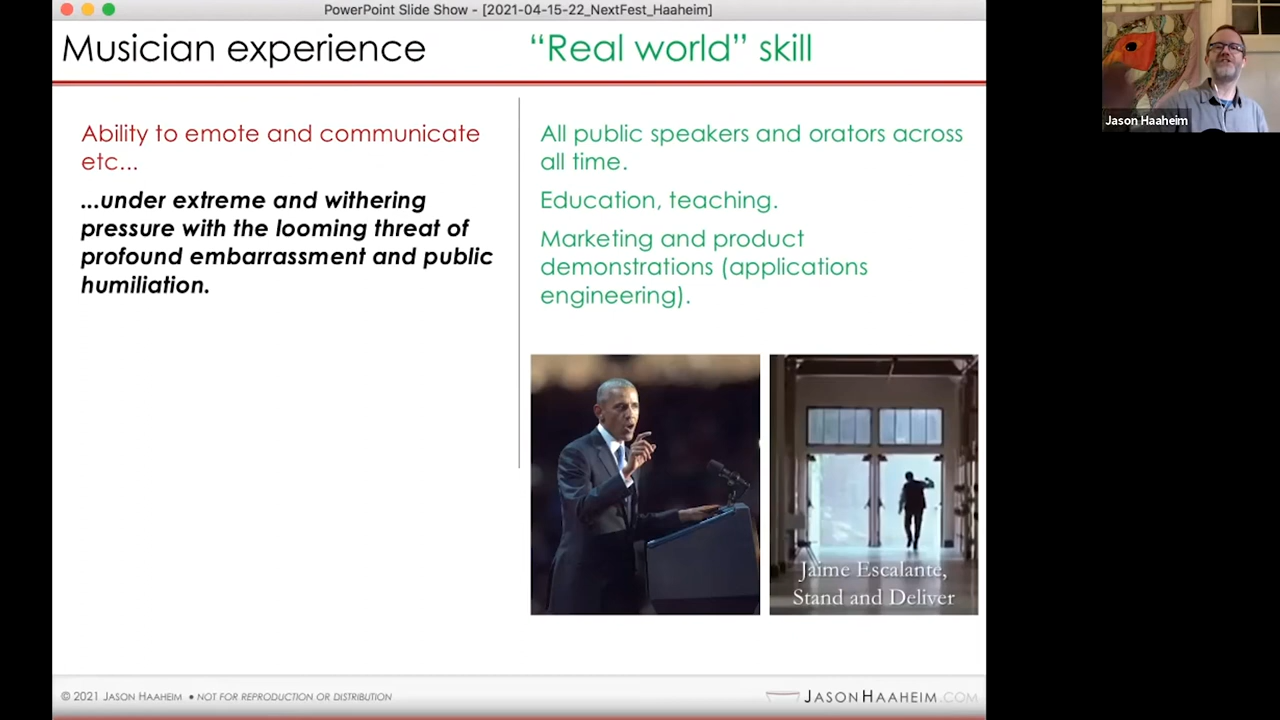 PowerPoint Slide Show - [2021-04-15-22_NextFest_Haaheim]
Musician experience
“Real world” skill
Ability to emote and communicate
etc...
...under extreme and withering
pressure with the looming threat of
profound embarrassment and public
humiliation.
All public speakers and orators across
all time.
Education, teaching.
Marketing and product
demonstrations (applications
engineering).
Jaime Escalante,
Stand and Deliver
© 2021 JASON HAAHEIM • NOT FOR REPRODUCTION OR DISTRIBUTION
JASONHAAHEIM.COM
Jason Haaheim